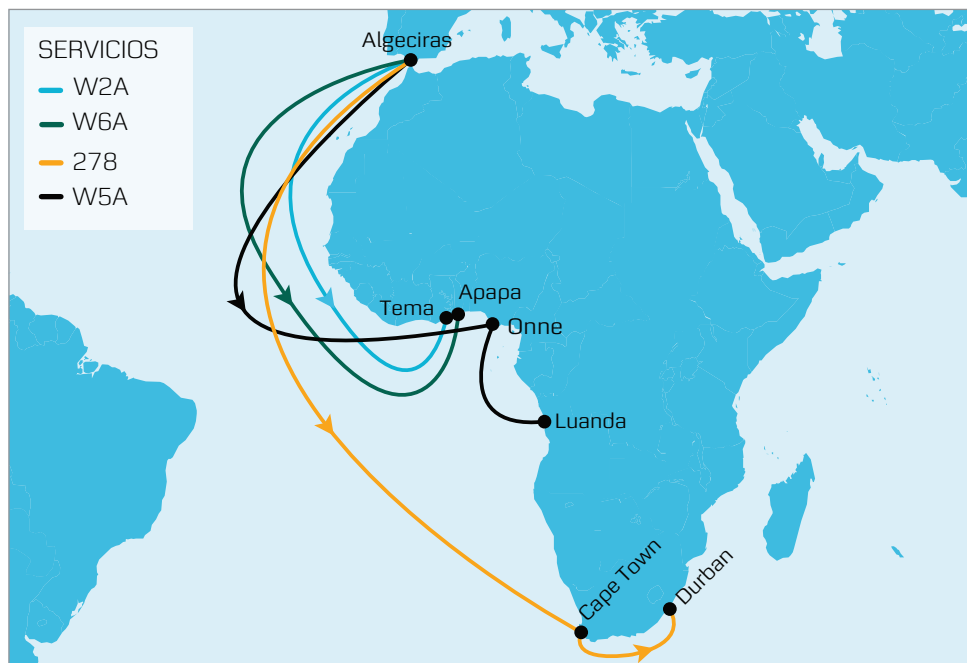 SERVICIOS
W2A
W6A
278
W5A
Algeciras
Tema
Apapa
Onne
Luanda
Cape Town
Durban